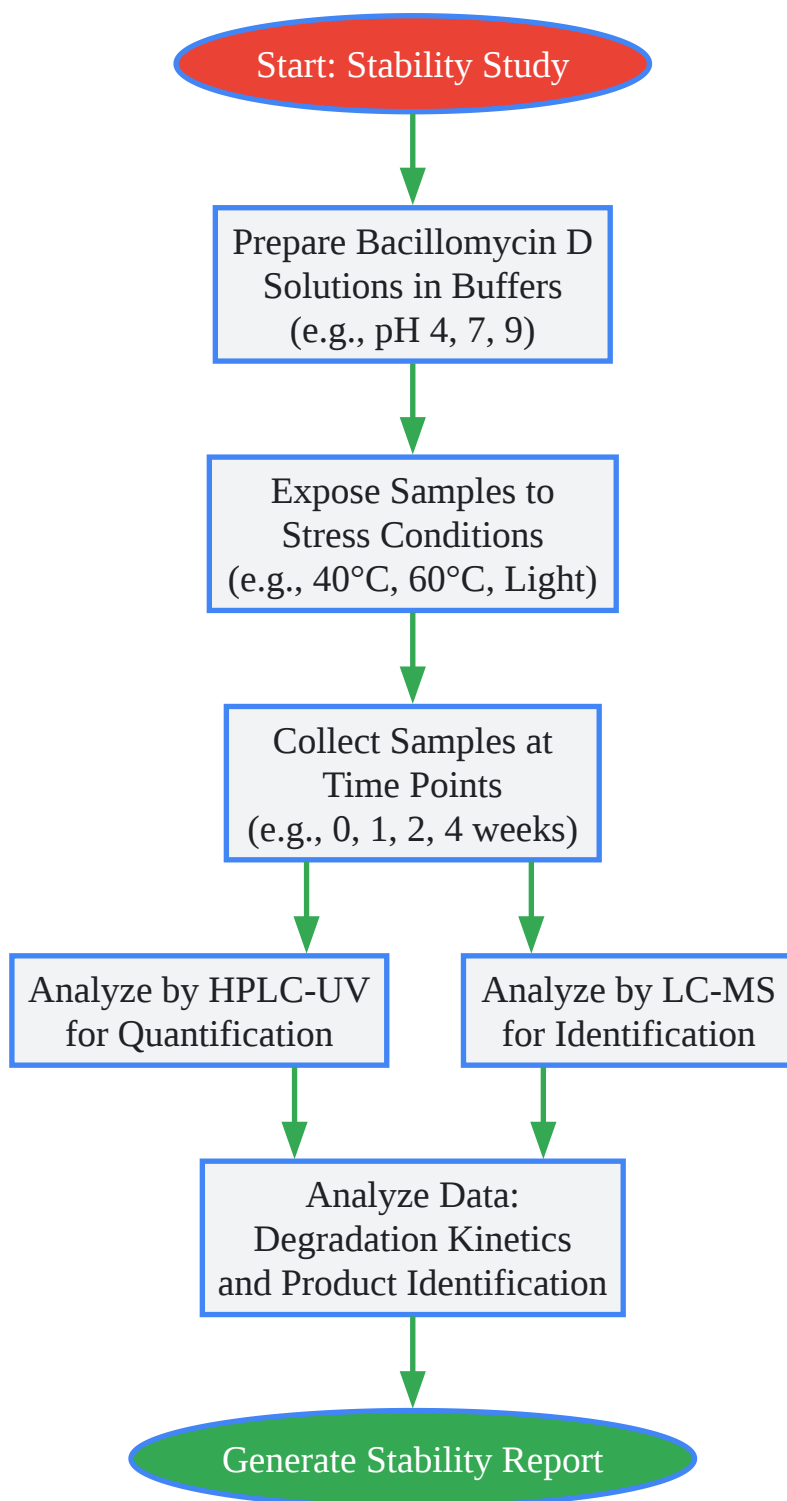 Start: Stability Study
Prepare Bacillomycin D
Solutions in Buffers
(e.g., pH 4, 7, 9)
Expose Samples to
Stress Conditions
(e.g., 40°C, 60°C, Light)
Collect Samples at
Time Points
(e.g., 0, 1, 2, 4 weeks)
Analyze by HPLC-UV
for Quantification
Analyze by LC-MS
for Identification
Analyze Data:
Degradation Kinetics
and Product Identification
Generate Stability Report